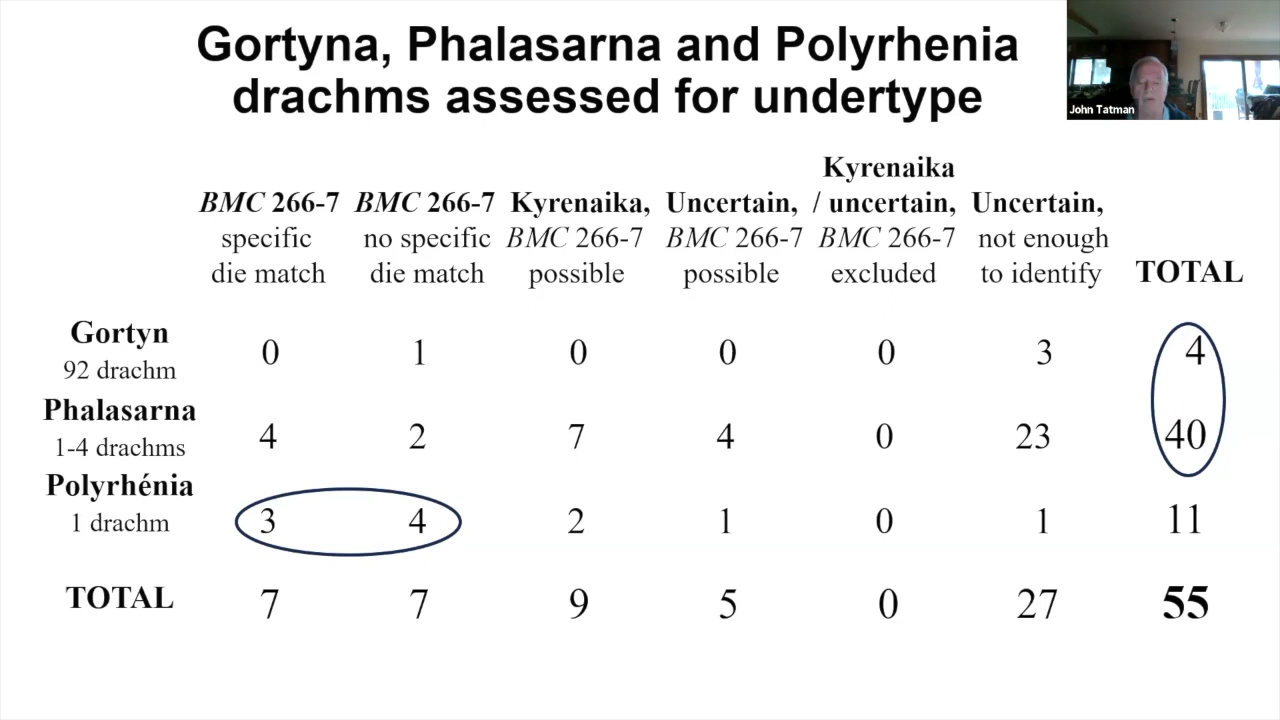 Gortyna, Phalasarna and Polyrhenia
drachms assessed for undertype
John Tatman
BMC 266-7 specific die match
BMC 266-7 no specific die match
Kyrenaika, BMC 266-7 possible
Uncertain, BMC 266-7 possible
Kyrenaika / uncertain, BMC 266-7 excluded
Uncertain, not enough to identify
TOTAL
Gortyn
92 drachm
0 1 0 0 0 3 4
Phalasarna
1-4 drachms
4 2 7 4 0 23 40
Polyrhénia
1 drachm
3 4 2 1 0 1 11
TOTAL 7 7 9 5 0 27 55